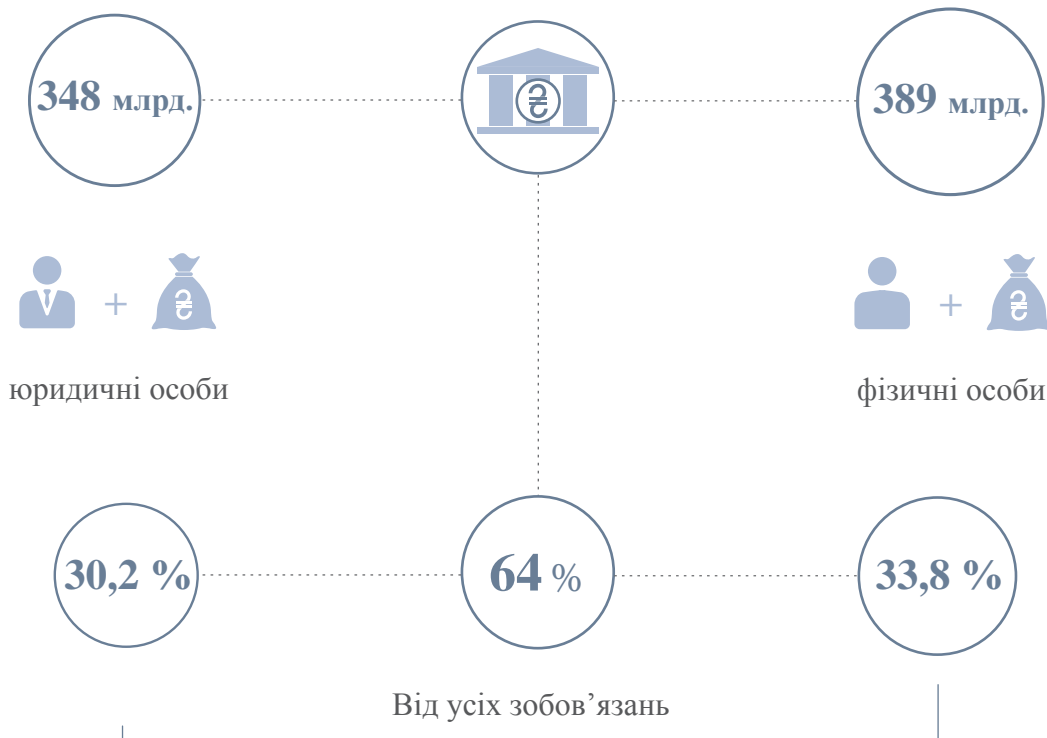 348 млрд.
₴
389 млрд.
+ ₴
+ ₴
юридичні особи
фізичні особи
30,2 %
64 %
33,8 %
Від усіх зобов’язань